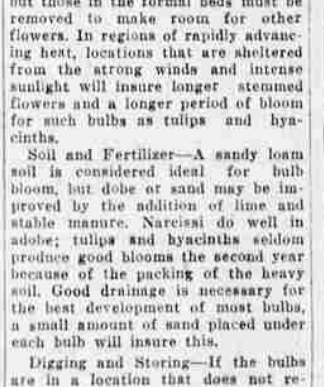 but those in the formal beds must be
removed to make room for other
flowers. In regions of rapidly advanc-
ing heat, locations that are sheltered
from the strong winds and intense
sunlight will insure longer stemmed
flowers and a longer period of bloom
for such bulbs as tulips and hya-
cinths.
Soil and Fertilizer—A sandy loam
soil is considered ideal for bulb
bloom, but dobe or sand may be im-
proved by the addition of lime and
stable manure. Narcissi do well in
adobe; tulips and hyacinths seldom
produce good blooms the second year
because of the packing of the heavy
soil. Good drainage is necessary for
the best development of most bulbs,
a small amount of sand placed under
each bulb will insure this.
Digging and Storing—If the bulbs
are in a location that does not re-